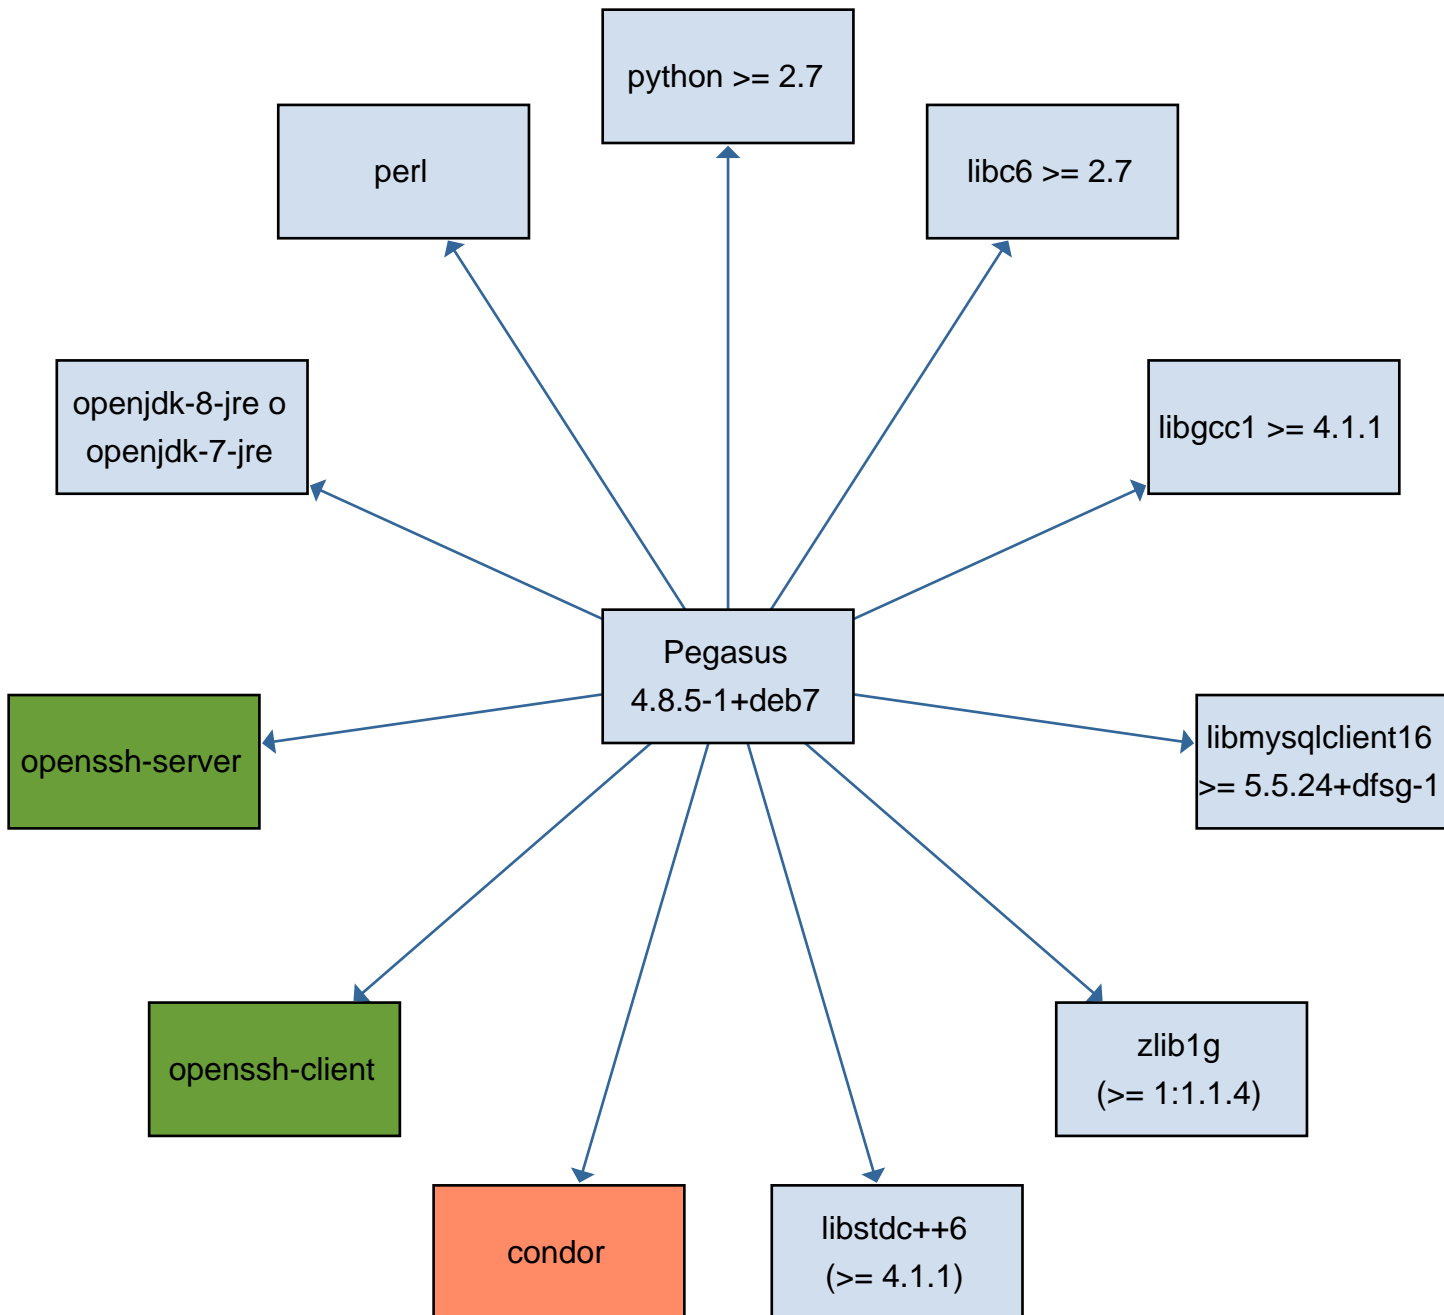 python >= 2.7
perl
libc6 >= 2.7
openjdk-8-jre o
openjdk-7-jre
libgcc1 >= 4.1.1
Pegasus
4.8.5-1+deb7
openssh-server
libmysqlclient16
>= 5.5.24+dfsg-1
openssh-client
zlib1g
(>= 1:1.1.4)
condor
libstdc++6
(>= 4.1.1)